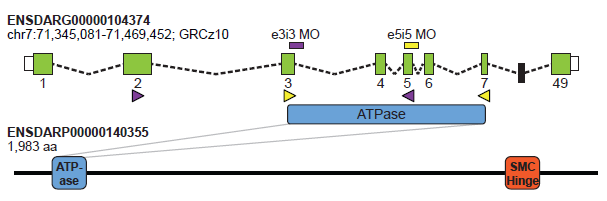 ENSDARG00000104374
chr7:71,345,081-71,469,452; GRCz10
e3i3 MO
e5i5 MO
1
2
3
4
5
6
7
49
ATPase
ENSDARP00000140355
1,983 aa
ATP-
ase
SMC
Hinge